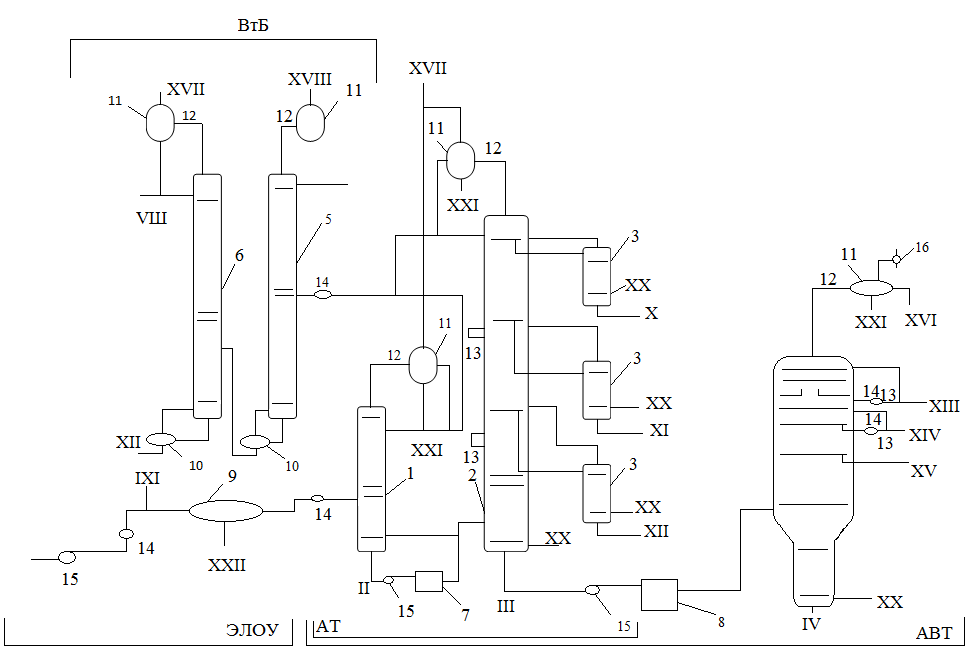 ВтБ
XVII
XVIII
XVII
11
12
12
11
11
12
XXI
VIII
5
6
3
XX
X
14
13
11
12
XXI
XVI
16
11
12
3
XX
XI
14
13
XIII
14
13
XIV
XV
XII
10
10
XXI
13
IXI
9
1
2
3
XX
XII
14
14
15
XXII
XX
II
15
7
III
15
8
XX
IV
ЭЛОУ
АТ
АВТ